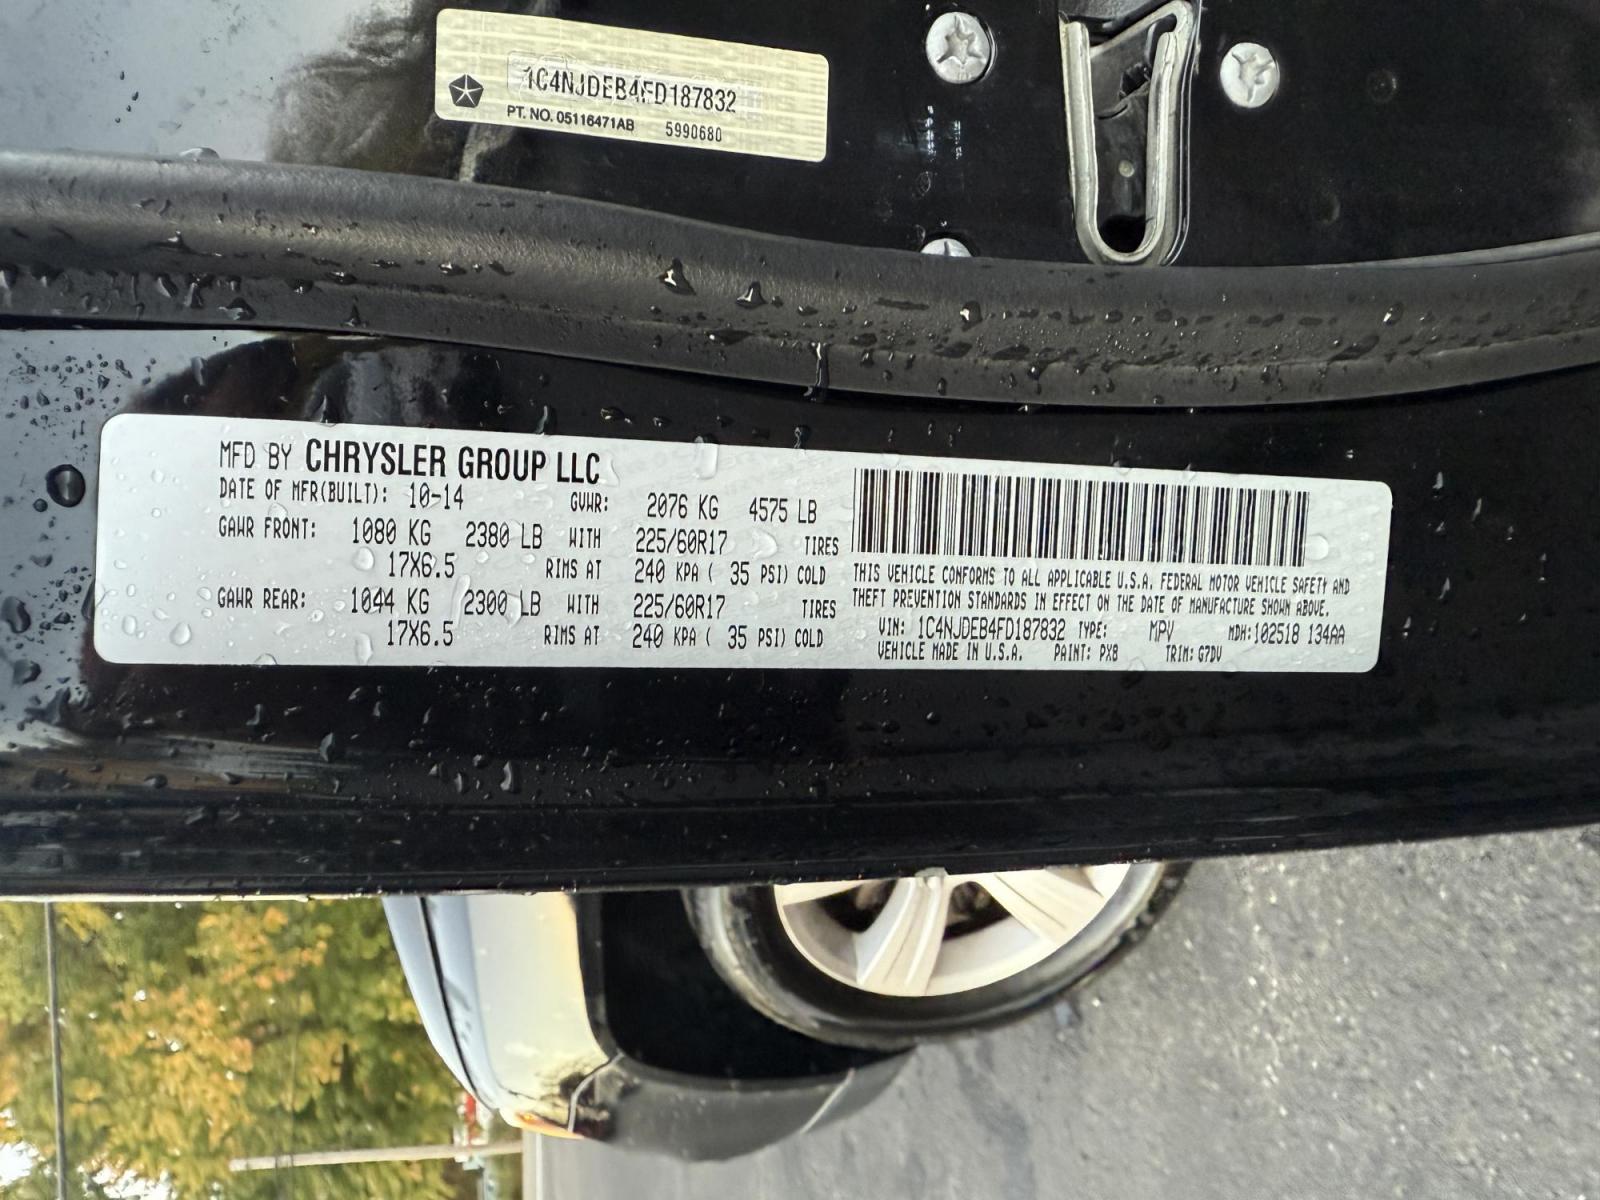 1C4NJDEB4FD187832
PT. NO. 05116471AB 5990680
MFD BY CHRYSLER GROUP LLC
DATE OF MFR(BUILT): 10-14 GVWR: 2076 KG 4575 LB
GAWR FRONT: 1080 KG 2380 LB WITH 225/60R17 TIRES
17X6.5 RIMS AT 240 KPA ( 35 PSI) COLD
GAWR REAR: 1044 KG 2300 LB WITH 225/60R17 TIRES
17X6.5 RIMS AT 240 KPA ( 35 PSI) COLD
THIS VEHICLE CONFORMS TO ALL APPLICABLE U.S.A. FEDERAL MOTOR VEHICLE SAFETY AND
THEFT PREVENTION STANDARDS IN EFFECT ON THE DATE OF MANUFACTURE SHOWN ABOVE.
VIN: 1C4NJDEB4FD187832 TYPE: MPV MDH:102518 134AA
VEHICLE MADE IN U.S.A. PAINT: PX8 TRIM: G7DV